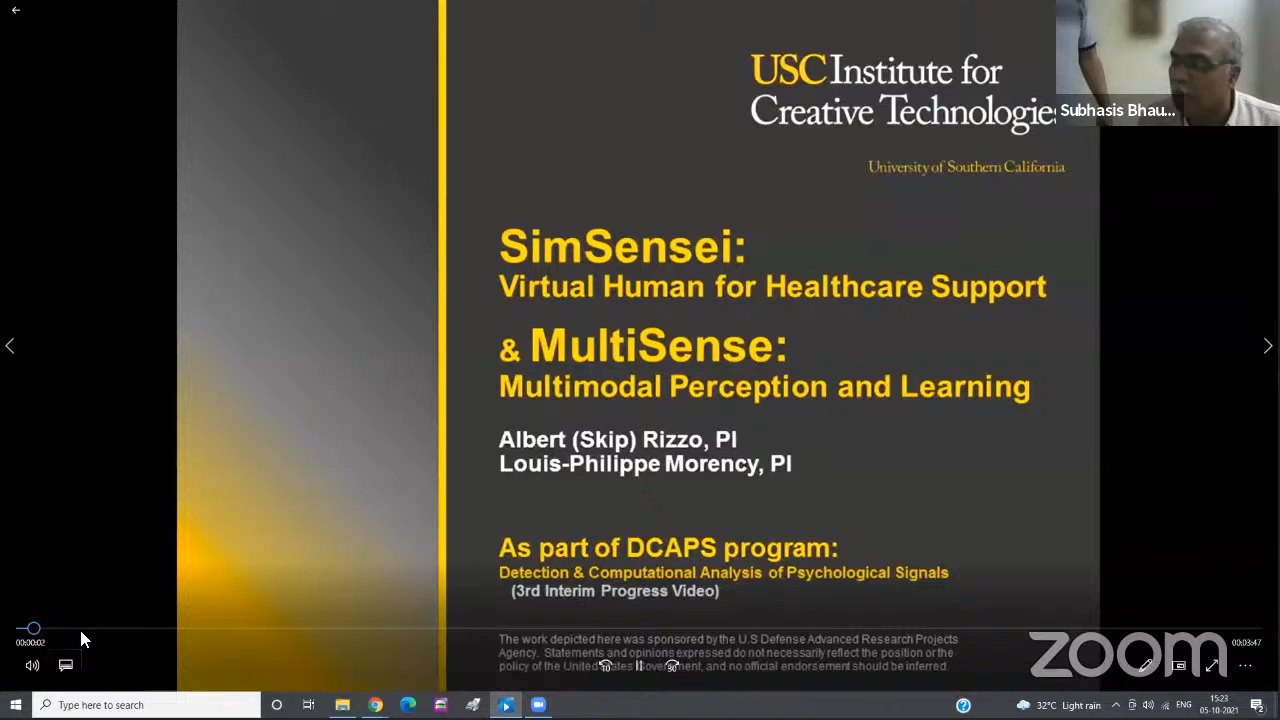 USC Institute for
Creative Technologies
University of Southern California
Subhasis Bhau...
SimSensei:
Virtual Human for Healthcare Support
& MultiSense:
Multimodal Perception and Learning
Albert (Skip) Rizzo, PI
Louis-Philippe Morency, PI
As part of DCAPS program:
Detection & Computational Analysis of Psychological Signals
(3rd Interim Progress Video)
The work depicted here was sponsored by the U.S Defense Advanced Research Projects
Agency. Statements and opinions expressed do not necessarily reflect the position or the
policy of the United States Government, and no official endorsement should be inferred.
00:00:02
00:03:47
10
30
zoom
Type here to search
32°C Light rain
ENG
15:23
05-10-2021
2